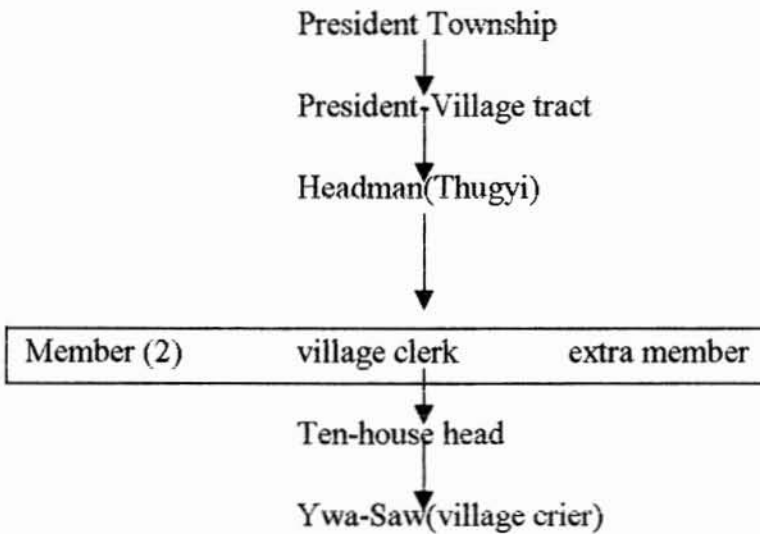 President Township
President-Village tract
Headman(Thugyi)
Member (2) village clerk extra member
Ten-house head
Ywa-Saw(village crier)